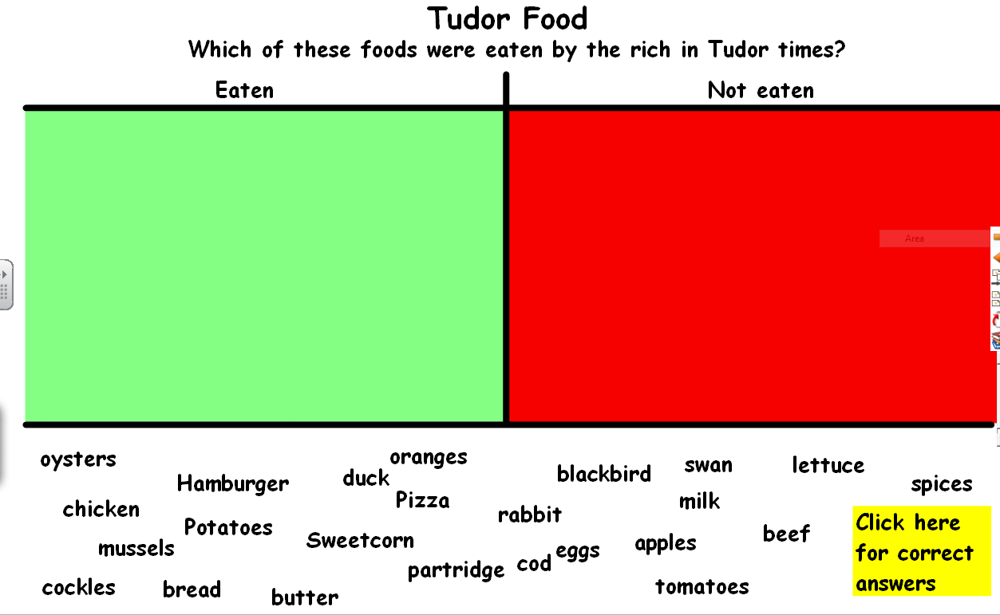 Tudor Food
Which of these foods were eaten by the rich in Tudor times?
Eaten
Not eaten
Area
oysters
oranges
blackbird
swan
lettuce
Hamburger
duck
spices
chicken
Pizza
rabbit
milk
Potatoes
mussels
Sweetcorn
eggs
apples
beef
partridge
cod
cockles
bread
butter
tomatoes
Click here
for correct
answers